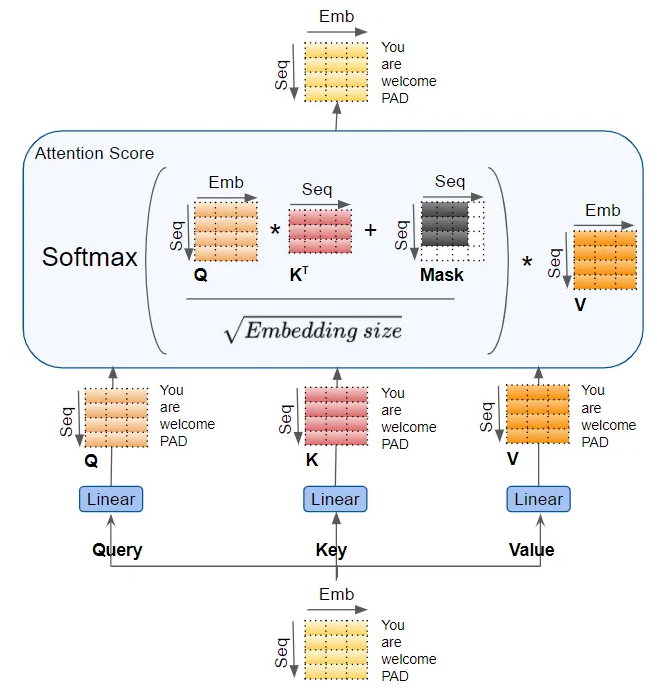 Emb
Seq
You
are
welcome
PAD
Attention Score
Softmax
Emb
Seq
Q
*
Seq
Kᵀ
+
Seq
Seq
Mask
√Embedding size
*
Emb
Seq
V
Seq
You
are
welcome
PAD
Q
Seq
You
are
welcome
PAD
K
Seq
You
are
welcome
PAD
V
Linear
Linear
Linear
Query
Key
Value
Emb
Seq
You
are
welcome
PAD